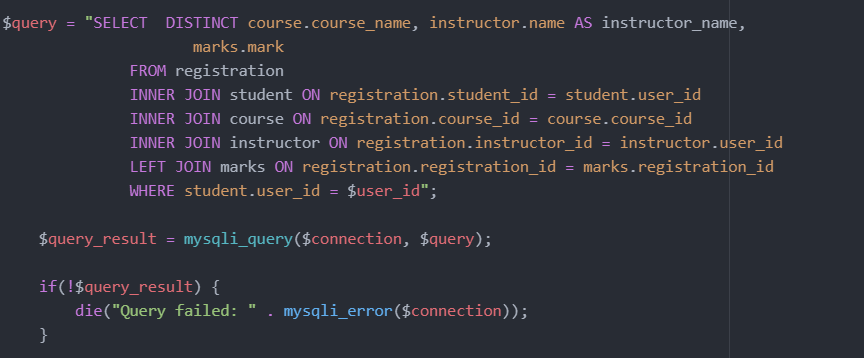 $query = "SELECT  DISTINCT course.course_name, instructor.name AS instructor_name,
marks.mark
FROM registration
INNER JOIN student ON registration.student_id = student.user_id
INNER JOIN course ON registration.course_id = course.course_id
INNER JOIN instructor ON registration.instructor_id = instructor.user_id
LEFT JOIN marks ON registration.registration_id = marks.registration_id
WHERE student.user_id = $user_id";
$query_result = mysqli_query($connection, $query);
if(!$query_result) {
die("Query failed: " . mysqli_error($connection));
}